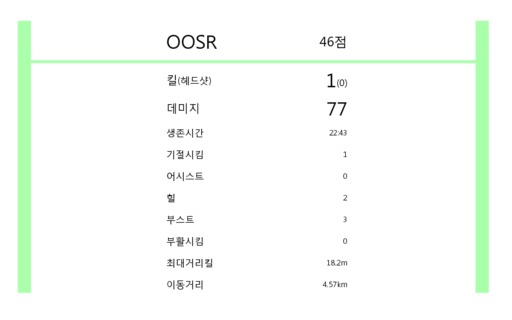 OOSR 46점
킬(헤드샷) 1(0)
데미지 77
생존시간 22:43
기절시킴 1
어시스트 0
힐 2
부스트 3
부활시킴 0
최대거리킬 18.2m
이동거리 4.57km